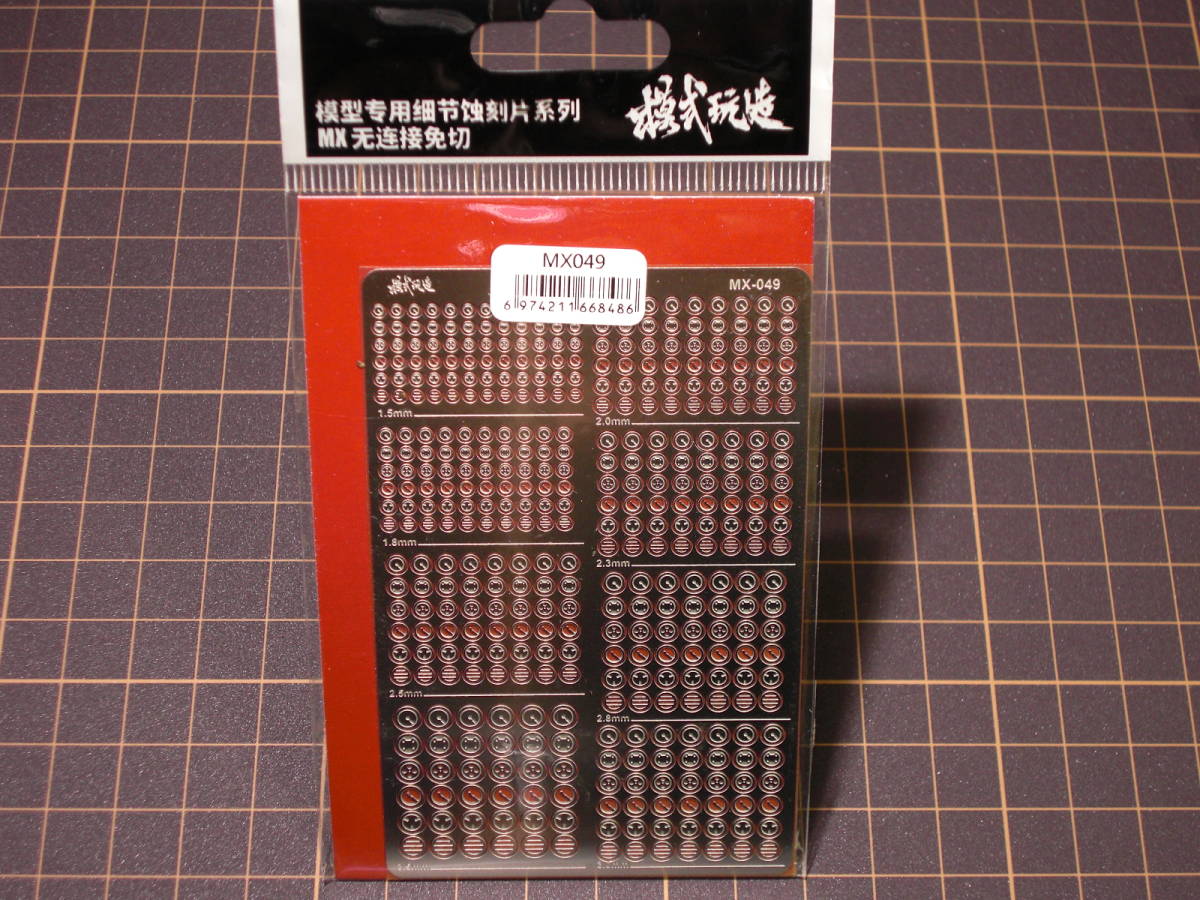 模型专用细节蚀刻片系列
MX 无连接免切
模式玩造
MX049
6 974211 668486
模式玩造
MX-049
1.5mm
2.0mm
1.8mm
2.3mm
2.5mm
2.8mm